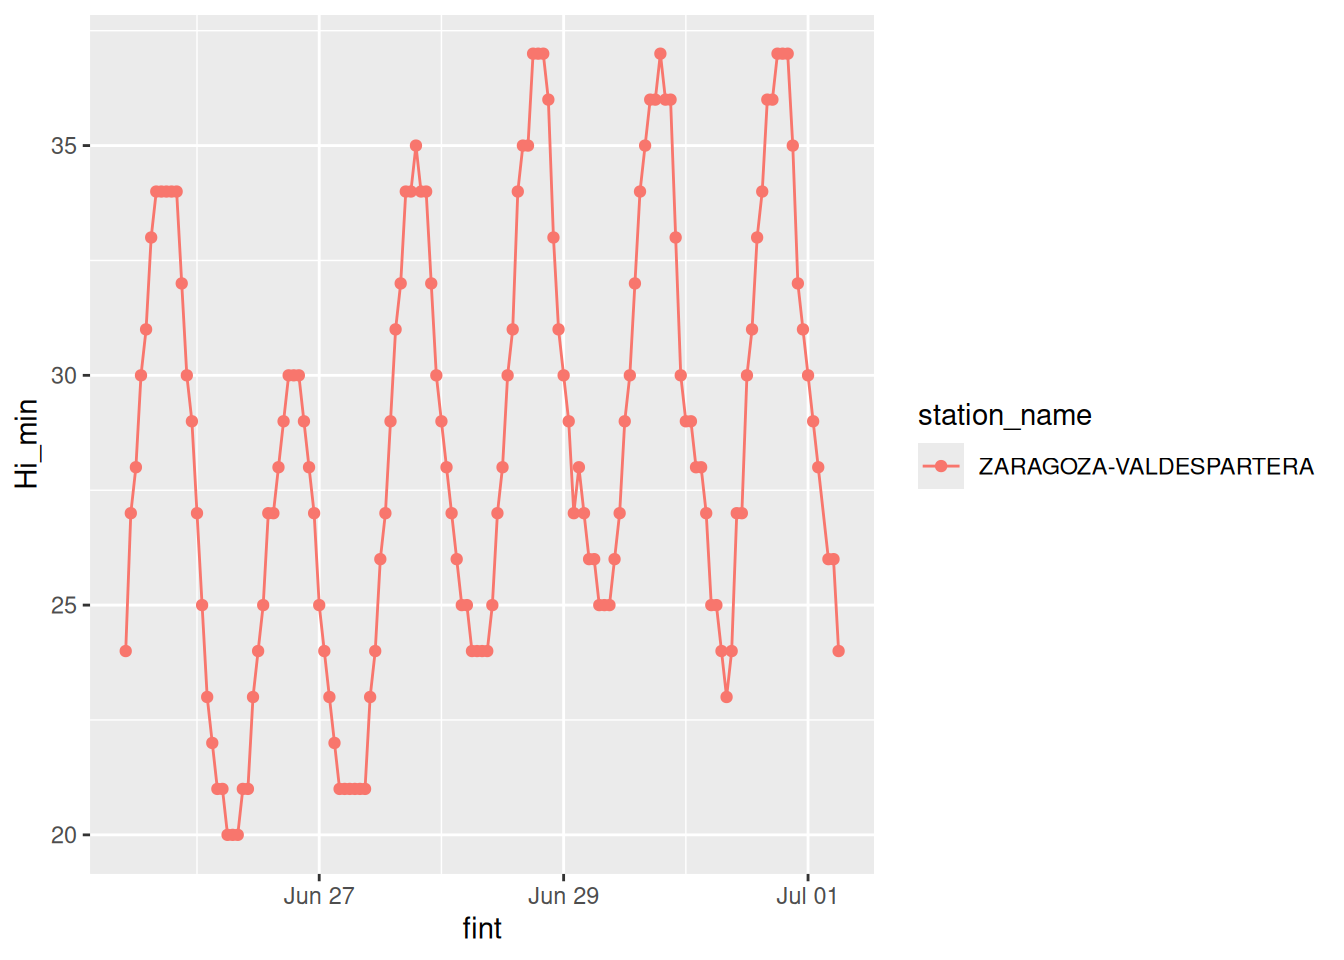 35
30
25
20
Hi_min
Jun 27
Jun 29
Jul 01
fint
station_name
ZARAGOZA-VALDESPARTERA